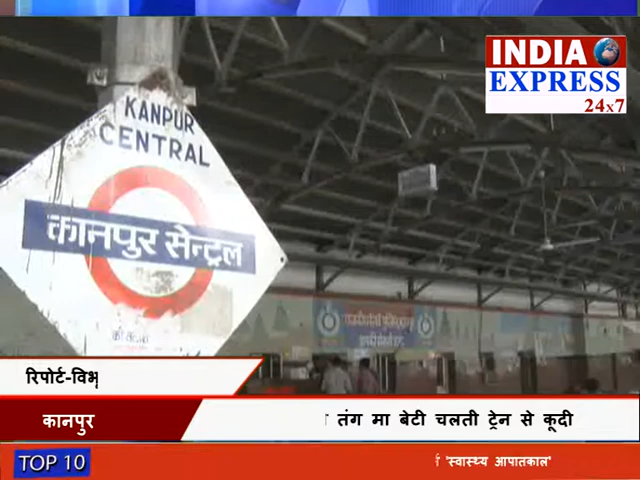 INDIA
EXPRESS
24x7
KANPUR
CENTRAL
कानपुर सेन्ट्रल
रिपोर्ट-विभ
कानपुर
तंग मा बेटी चलती ट्रेन से कूदी
TOP 10
'स्वास्थ्य आपातकाल'